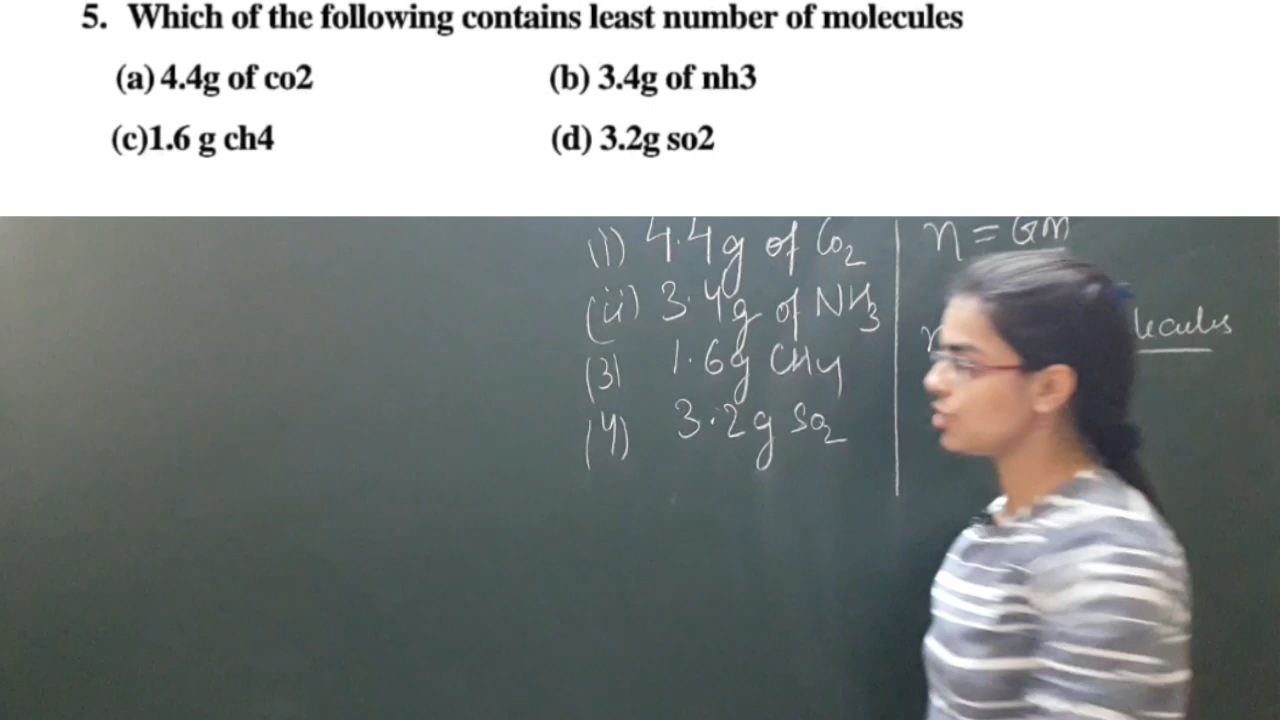 5. Which of the following contains least number of molecules
(a) 4.4g of co2 (b) 3.4g of nh3
(c)1.6 g ch4 (d) 3.2g so2
(i) 4.4g of Co2
(ii) 3.4g of NH3
(3) 1.6g CH4
(4) 3.2g SO2
n = GM